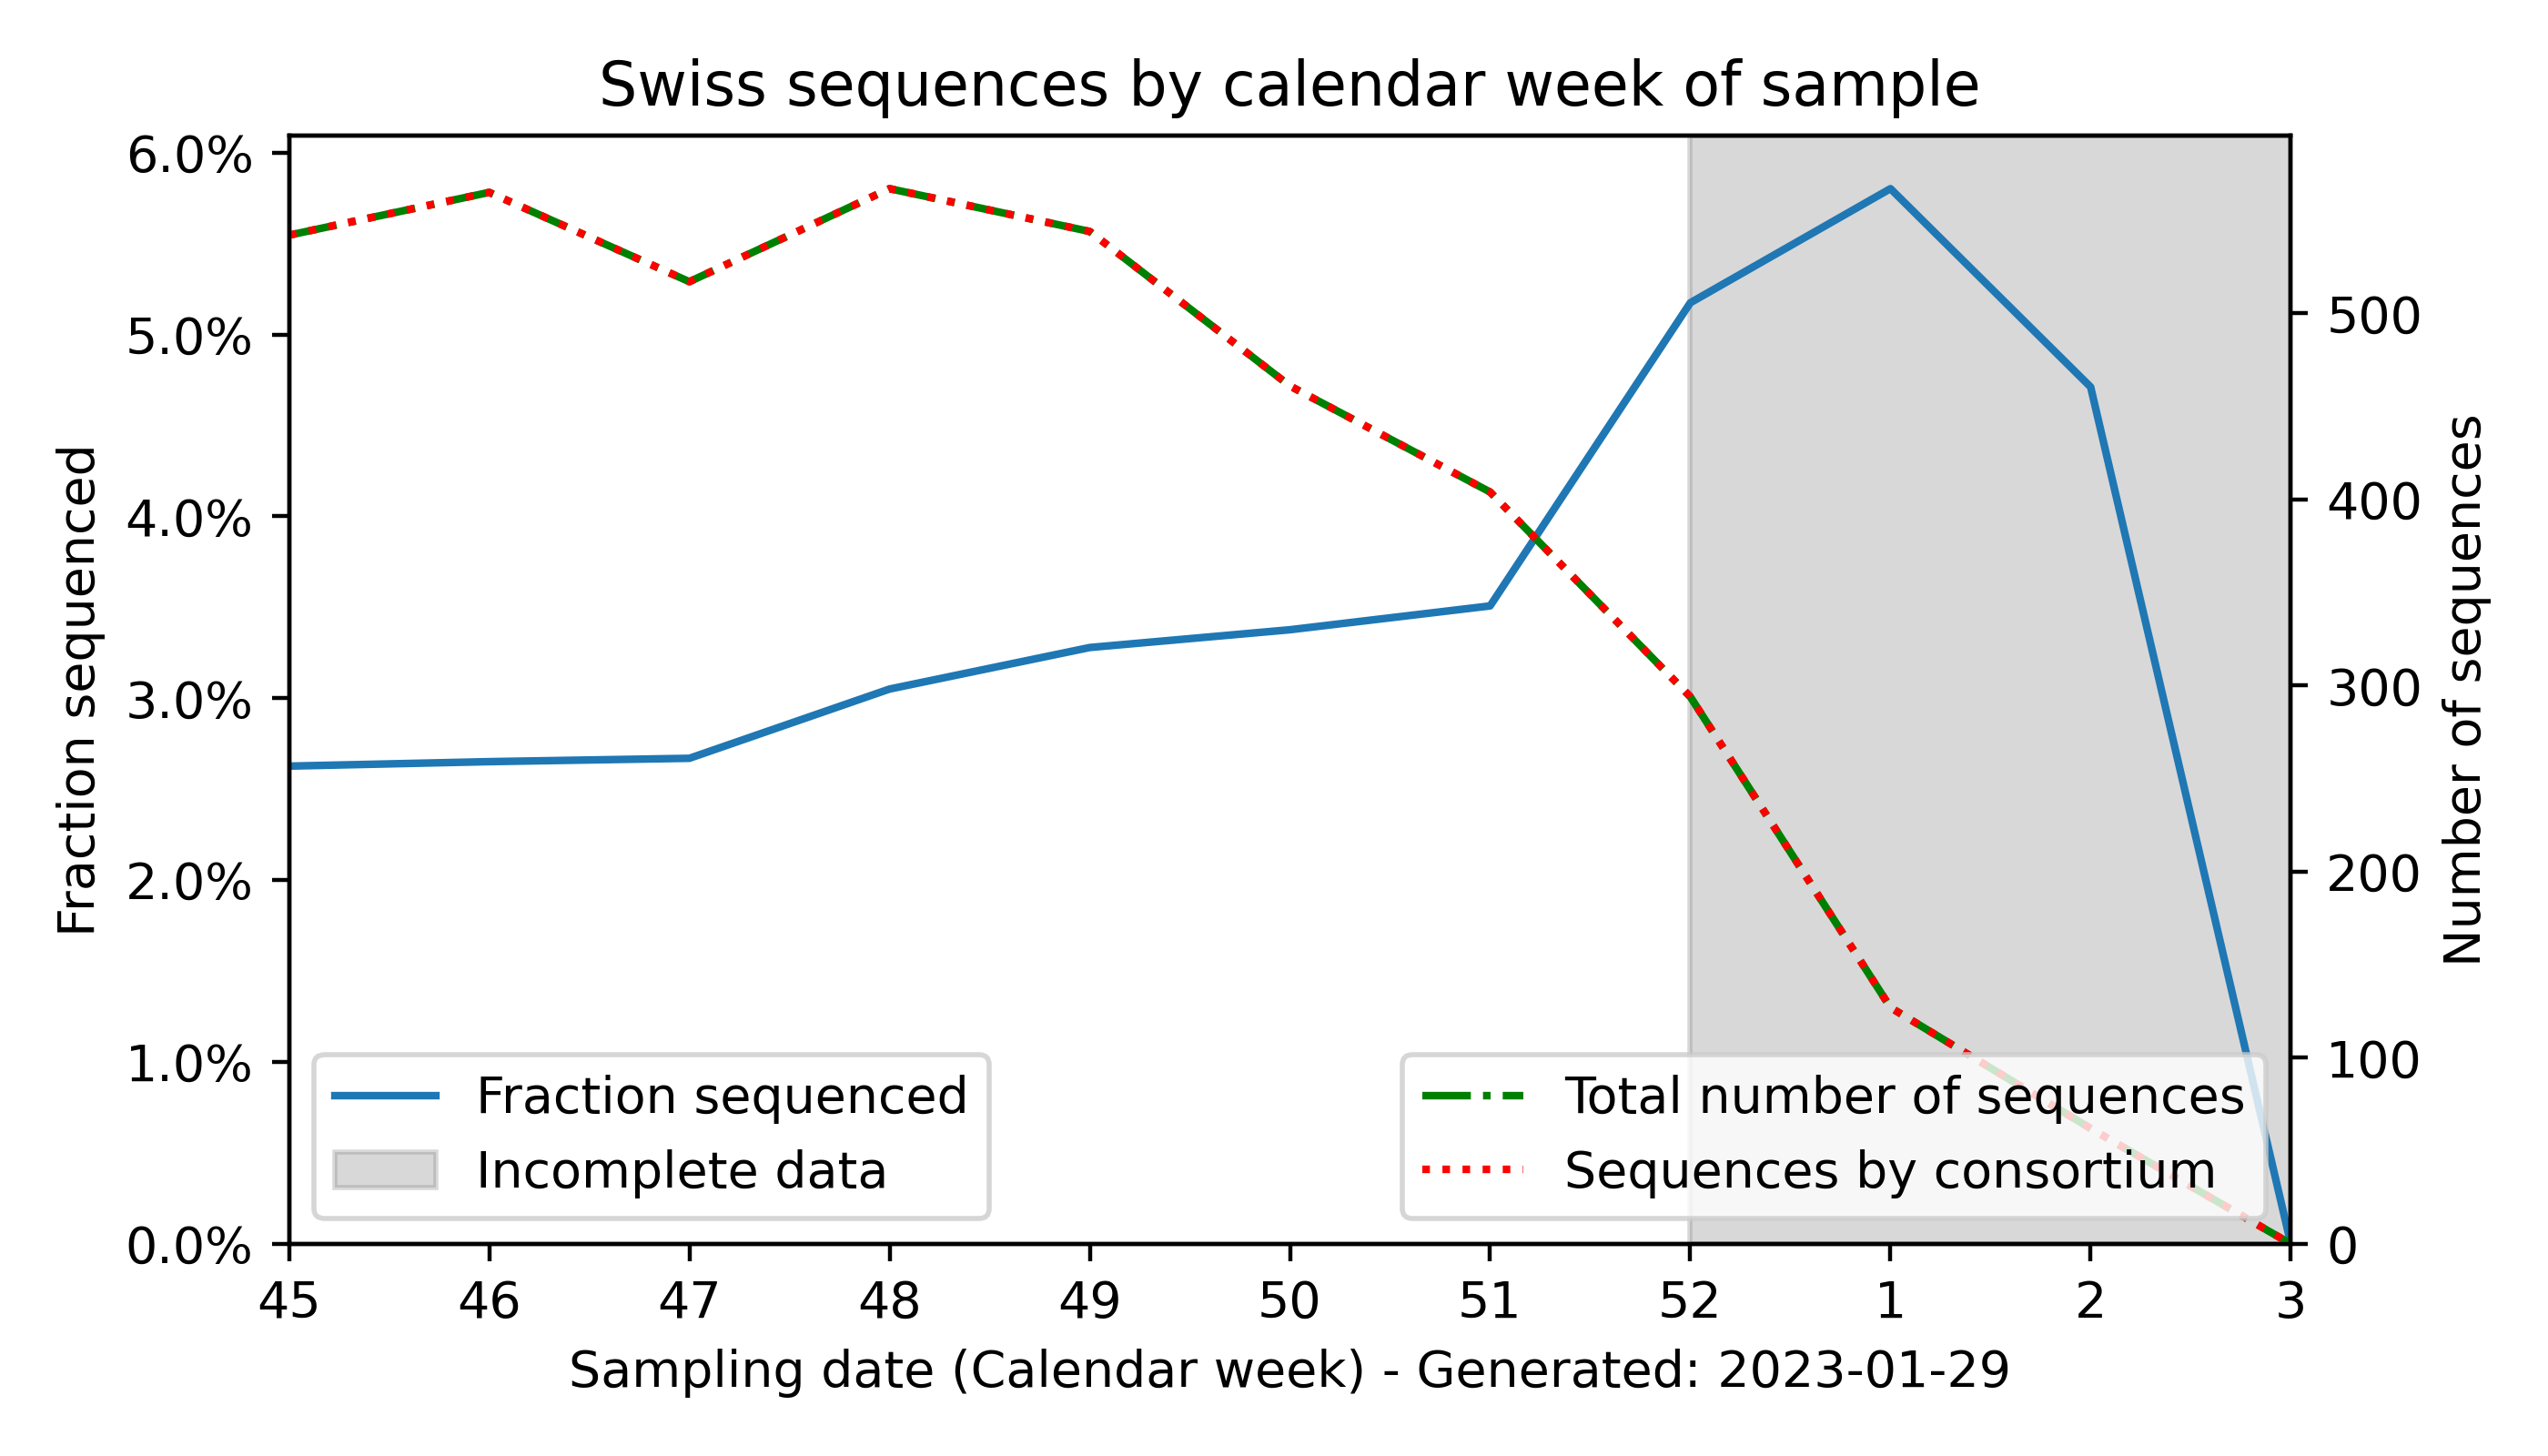 Swiss sequences by calendar week of sample
6.0%
5.0%
4.0%
3.0%
2.0%
1.0%
0.0%
Fraction sequenced
500
400
300
200
100
0
Number of sequences
Fraction sequenced
Incomplete data
Total number of sequences
Sequences by consortium
45 46 47 48 49 50 51 52 1 2 3
Sampling date (Calendar week) - Generated: 2023-01-29